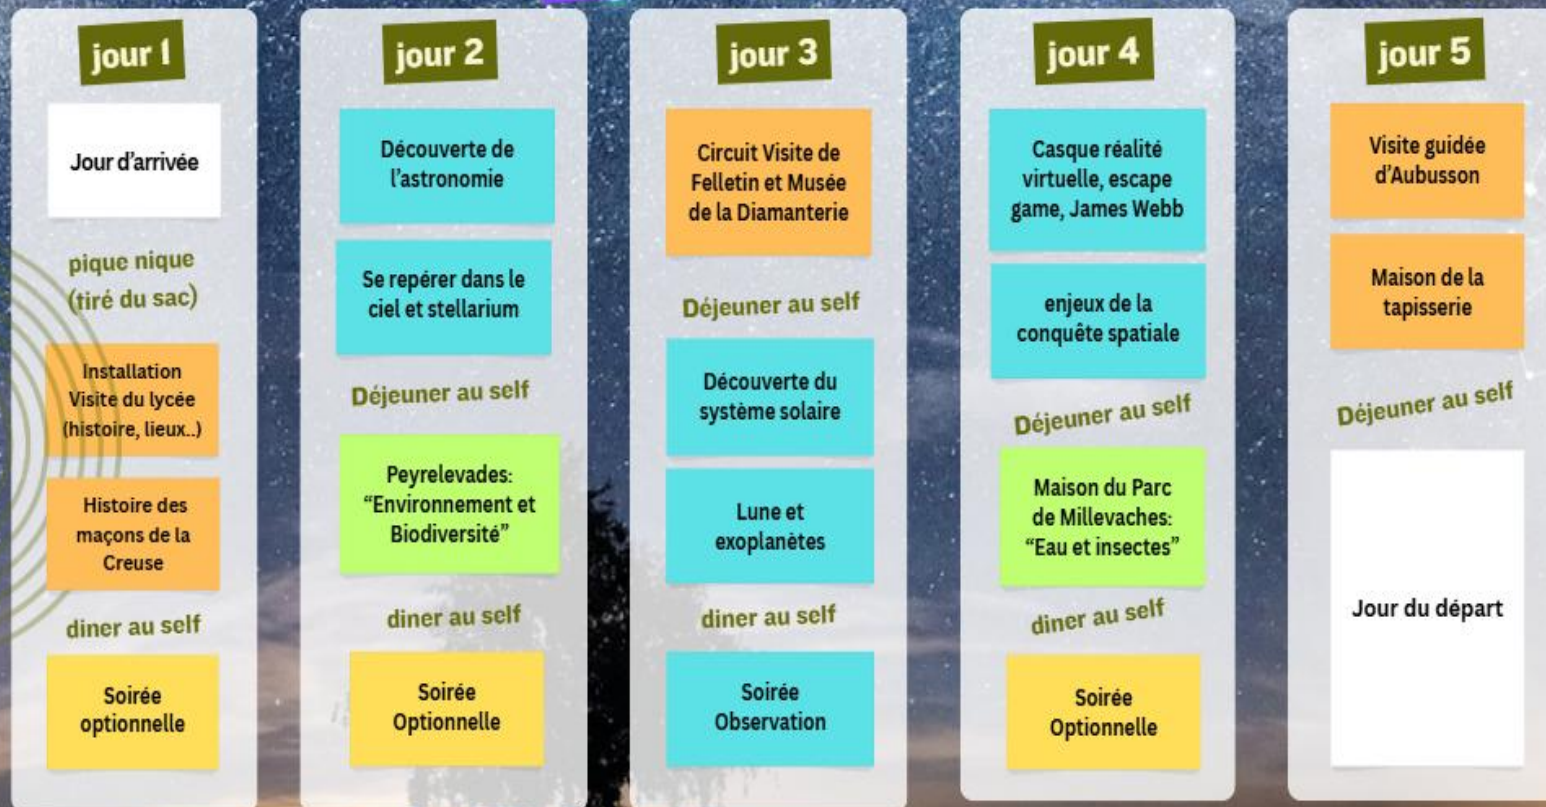 jour 1
Jour d'arrivée
pique nique
(tiré du sac)
Installation
Visite du lycée
(histoire, lieux..)
Histoire des
maçons de la
Creuse
diner au self
Soirée
optionnelle
jour 2
Découverte de
l'astronomie
Se repérer dans le
ciel et stellarium
Déjeuner au self
Peyrelevades:
“Environnement et
Biodiversité”
diner au self
Soirée
Optionnelle
jour 3
Circuit Visite de
Felletin et Musée
de la Diamanterie
Déjeuner au self
Découverte du
système solaire
Lune et
exoplanètes
diner au self
Soirée
Observation
jour 4
Casque réalité
virtuelle, escape
game, James Webb
enjeux de la
conquête spatiale
Déjeuner au self
Maison du Parc
de Millevaches:
“Eau et insectes”
diner au self
Soirée
Optionnelle
jour 5
Visite guidée
d'Aubusson
Maison de la
tapisserie
Déjeuner au self
Jour du départ